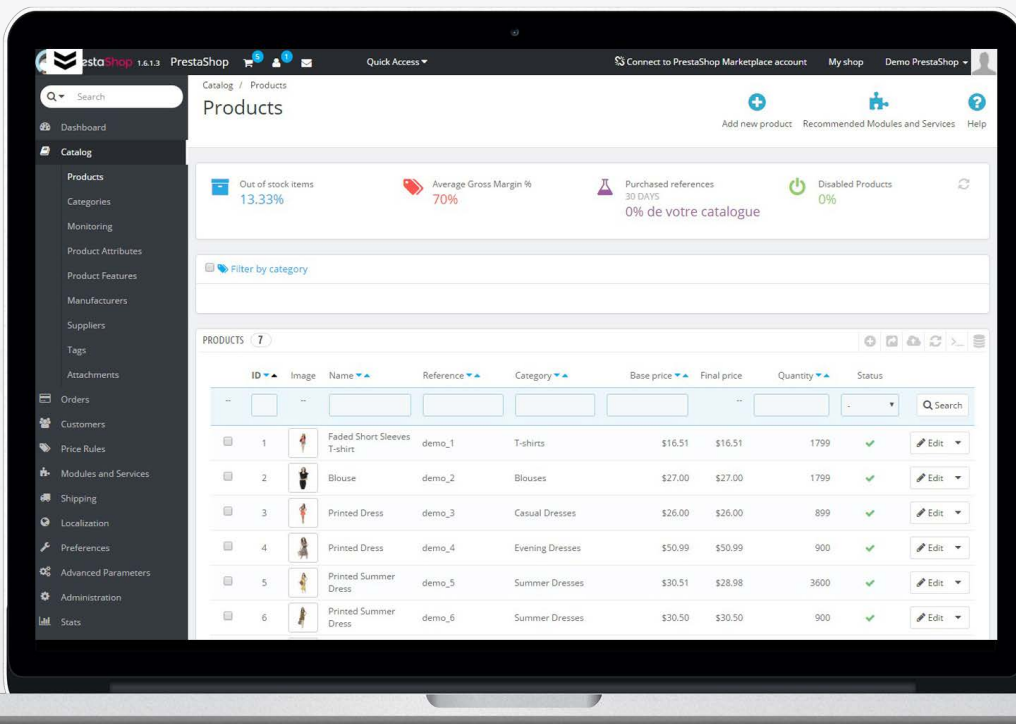 PrestaShop 1.6.1.3 PrestaShop 5 1 Quick Access Connect to PrestaShop Marketplace account My shop Demo PrestaShop
Search
Dashboard
Catalog
Products
Categories
Monitoring
Product Attributes
Product Features
Manufacturers
Suppliers
Tags
Attachments
Orders
Customers
Price Rules
Modules and Services
Shipping
Localization
Preferences
Advanced Parameters
Administration
Stats
Catalog / Products
Products
Add new product Recommended Modules and Services Help
Out of stock items
13.33%
Average Gross Margin %
70%
Purchased references
30 DAYS
0% de votre catalogue
Disabled Products
0%
Filter by category
PRODUCTS 7
ID Image Name Reference Category Base price Final price Quantity Status
-- -- -- - Search
1 Faded Short Sleeves T-shirt demo_1 T-shirts $16.51 $16.51 1799 Edit
2 Blouse demo_2 Blouses $27.00 $27.00 1799 Edit
3 Printed Dress demo_3 Casual Dresses $26.00 $26.00 899 Edit
4 Printed Dress demo_4 Evening Dresses $50.99 $50.99 900 Edit
5 Printed Summer Dress demo_5 Summer Dresses $30.51 $28.98 3600 Edit
6 Printed Summer Dress demo_6 Summer Dresses $30.50 $30.50 900 Edit